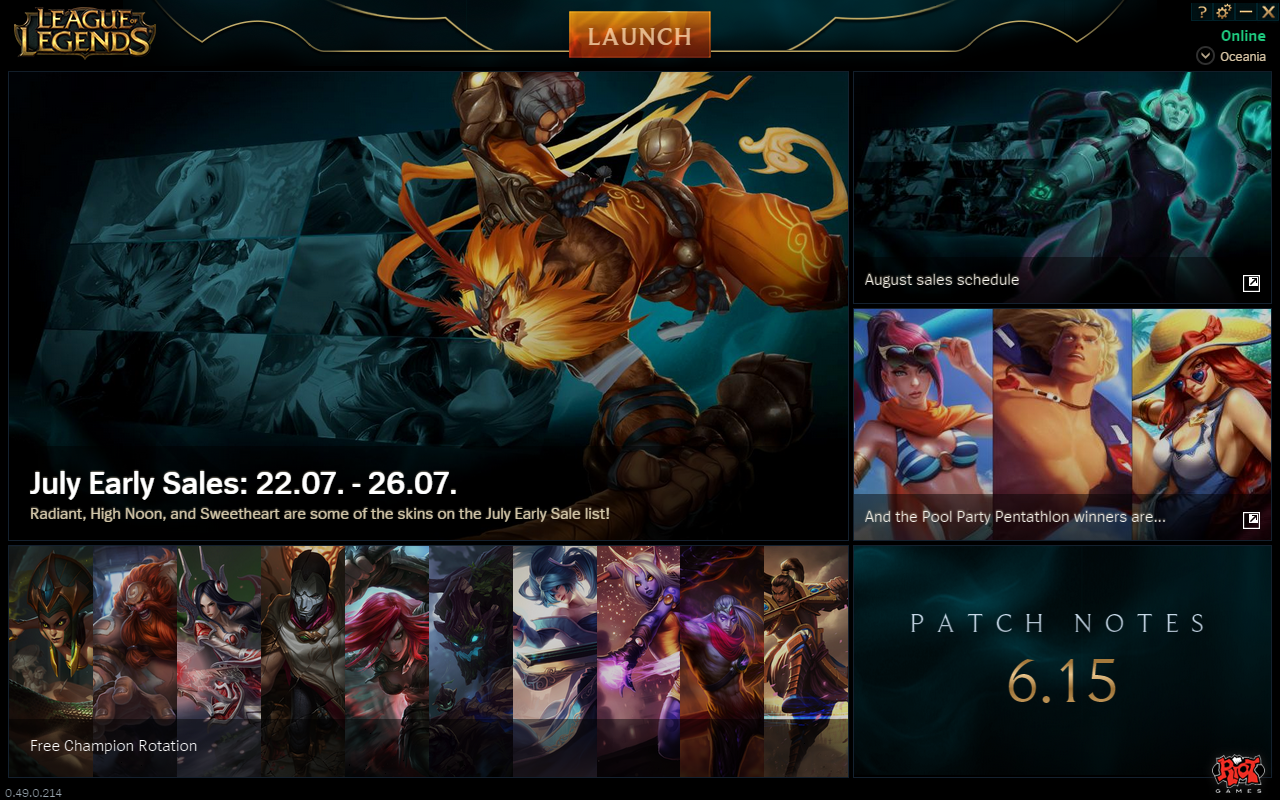 LEAGUE OF LEGENDS
LAUNCH
?
Online
Oceania
July Early Sales: 22.07. - 26.07.
Radiant, High Noon, and Sweetheart are some of the skins on the July Early Sale list!
August sales schedule
And the Pool Party Pentathlon winners are...
Free Champion Rotation
PATCH NOTES
6.15
RIOT
GAMES
0.49.0.214